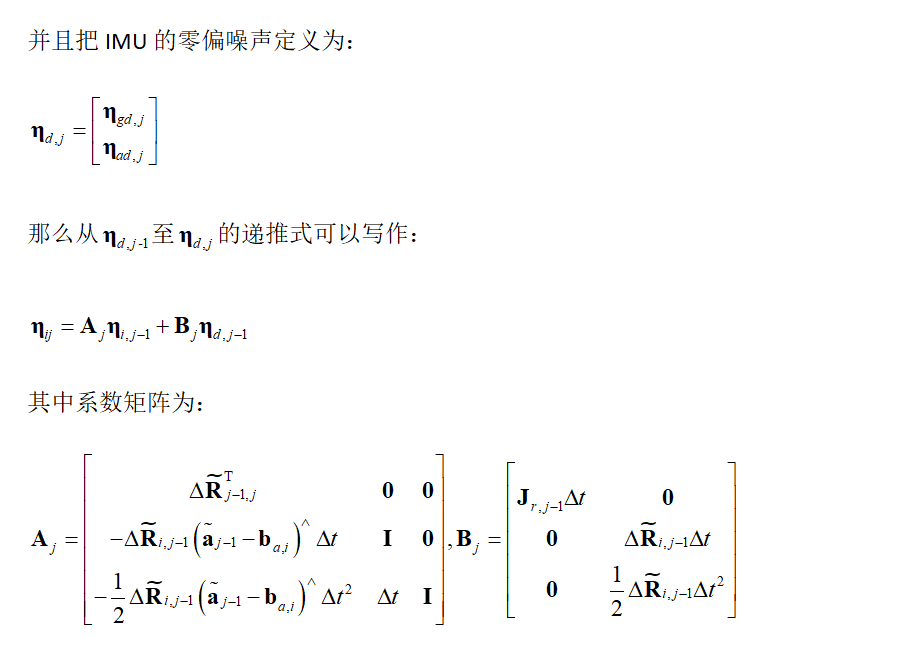 并且把 IMU 的零偏噪声定义为：
$\boldsymbol{\eta}_{d,j} = \begin{bmatrix} \boldsymbol{\eta}_{gd,j} \\ \boldsymbol{\eta}_{ad,j} \end{bmatrix}$
那么从 $\boldsymbol{\eta}_{d,j-1}$ 至 $\boldsymbol{\eta}_{d,j}$ 的递推式可以写作：
$\boldsymbol{\eta}_{ij} = \mathbf{A}_j \boldsymbol{\eta}_{i,j-1} + \mathbf{B}_j \boldsymbol{\eta}_{d,j-1}$
其中系数矩阵为：
$\mathbf{A}_j = \begin{bmatrix} \Delta\widetilde{\mathbf{R}}_{j-1,j}^{\mathrm{T}} & \mathbf{0} & \mathbf{0} \\ -\Delta\widetilde{\mathbf{R}}_{i,j-1}\left(\tilde{\mathbf{a}}_{j-1} - \mathbf{b}_{a,i}\right)^{\wedge} \Delta t & \mathbf{I} & \mathbf{0} \\ -\frac{1}{2}\Delta\widetilde{\mathbf{R}}_{i,j-1}\left(\tilde{\mathbf{a}}_{j-1} - \mathbf{b}_{a,i}\right)^{\wedge} \Delta t^2 & \Delta t & \mathbf{I} \end{bmatrix}, \mathbf{B}_j = \begin{bmatrix} \mathbf{J}_{r,j-1}\Delta t & \mathbf{0} \\ \mathbf{0} & \Delta\widetilde{\mathbf{R}}_{i,j-1}\Delta t \\ \mathbf{0} & \frac{1}{2}\Delta\widetilde{\mathbf{R}}_{i,j-1}\Delta t^2 \end{bmatrix}$